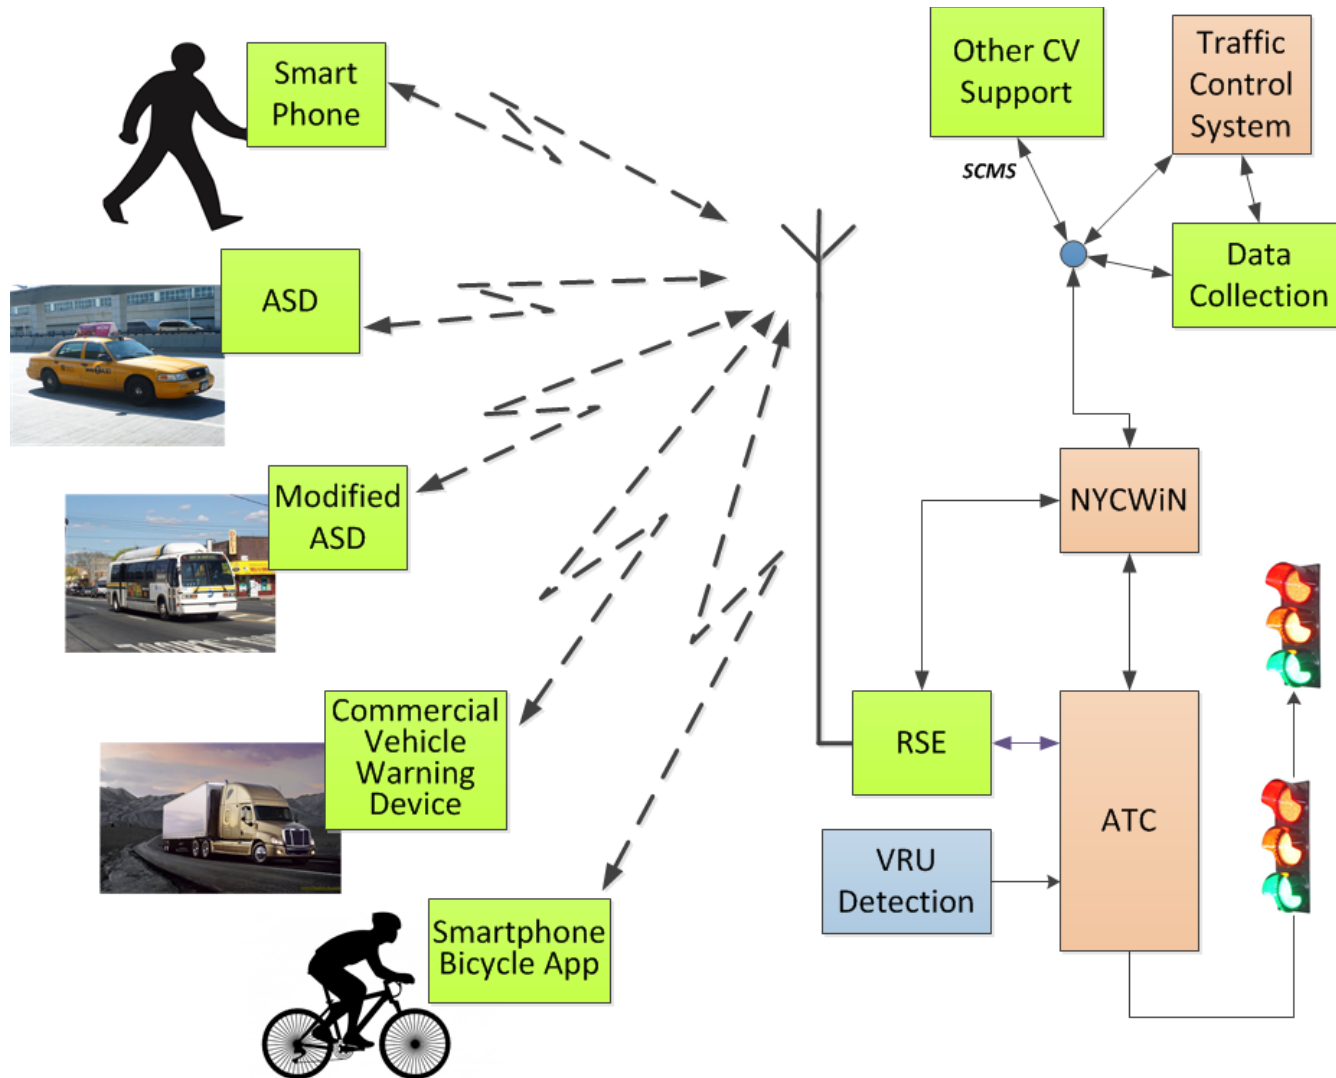 Smart
Phone
Other CV
Support
Traffic
Control
System
SCMS
ASD
Data
Collection
Modified
ASD
NYCWiN
Commercial
Vehicle
Warning
Device
RSE
ATC
VRU
Detection
Smartphone
Bicycle App